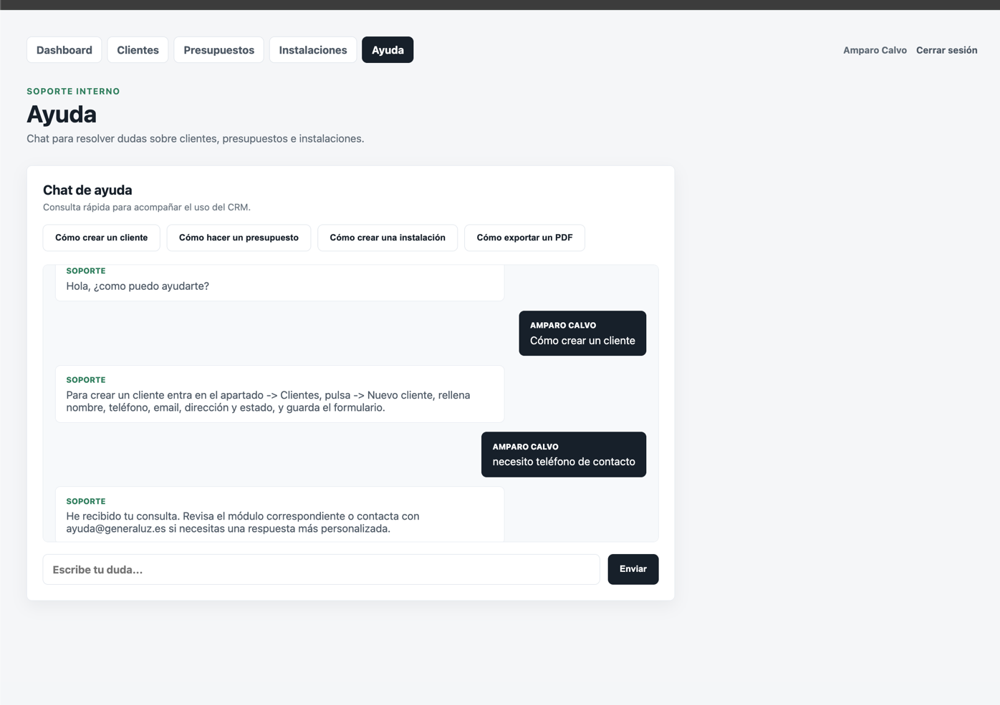 Dashboard
Clientes
Presupuestos
Instalaciones
Ayuda
Amparo Calvo
Cerrar sesión
SOPORTE INTERNO
Ayuda
Chat para resolver dudas sobre clientes, presupuestos e instalaciones.
Chat de ayuda
Consulta rápida para acompañar el uso del CRM.
Cómo crear un cliente
Cómo hacer un presupuesto
Cómo crear una instalación
Cómo exportar un PDF
SOPORTE
Hola, ¿como puedo ayudarte?
AMPARO CALVO
Cómo crear un cliente
SOPORTE
Para crear un cliente entra en el apartado -> Clientes, pulsa -> Nuevo cliente, rellena
nombre, teléfono, email, dirección y estado, y guarda el formulario.
AMPARO CALVO
necesito teléfono de contacto
SOPORTE
He recibido tu consulta. Revisa el módulo correspondiente o contacta con
ayuda@generaluz.es si necesitas una respuesta más personalizada.
Escribe tu duda...
Enviar